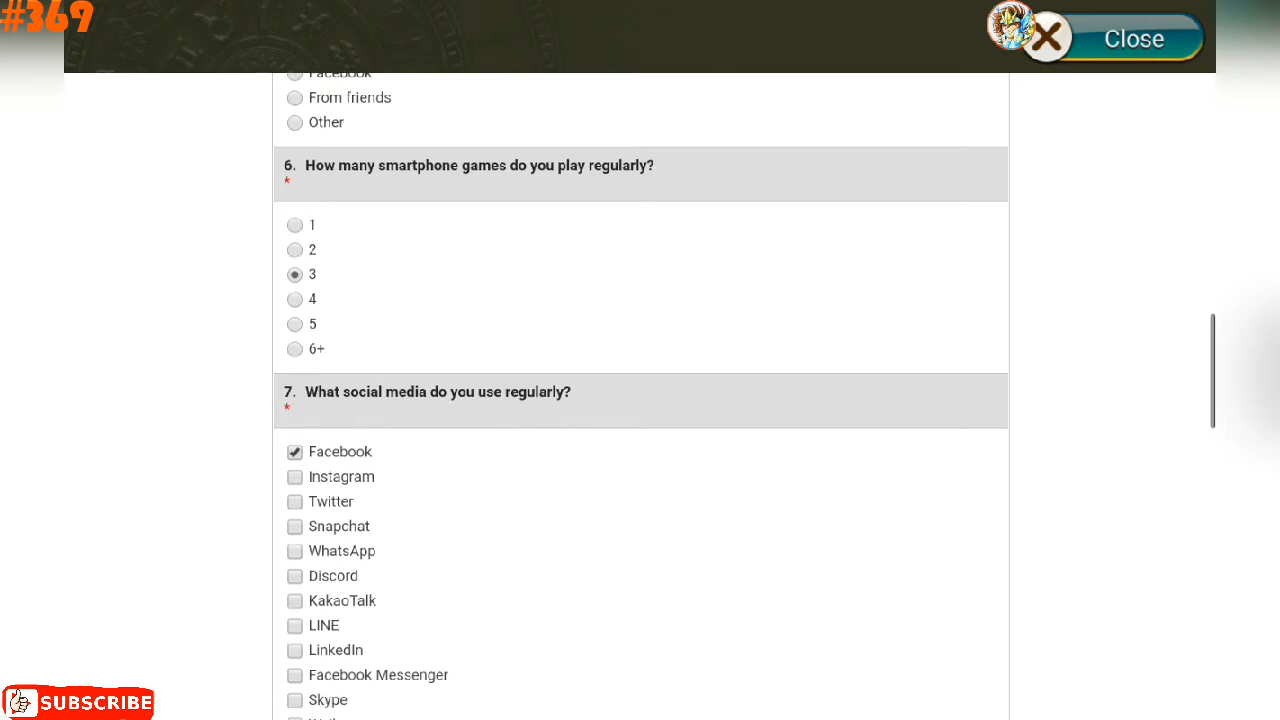 #369
Close
Facebook
From friends
Other
6. How many smartphone games do you play regularly?
*
1
2
3
4
5
6+
7. What social media do you use regularly?
*
Facebook
Instagram
Twitter
Snapchat
WhatsApp
Discord
KakaoTalk
LINE
LinkedIn
Facebook Messenger
Skype
SUBSCRIBE